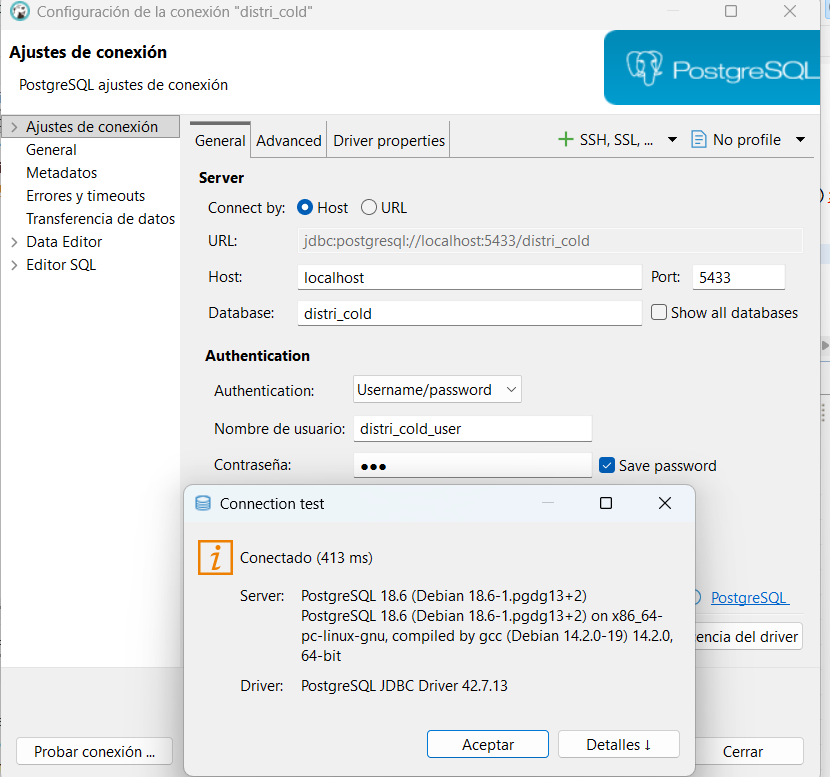 Configuración de la conexión "distri_cold"
Ajustes de conexión
PostgreSQL ajustes de conexión
PostgreSQL
Ajustes de conexión
General
Metadatos
Errores y timeouts
Transferencia de datos
Data Editor
Editor SQL
General Advanced Driver properties
SSH, SSL, ... No profile
Server
Connect by: Host URL
URL: jdbc:postgresql://localhost:5433/distri_cold
Host: localhost Port: 5433
Database: distri_cold Show all databases
Authentication
Authentication: Username/password
Nombre de usuario: distri_cold_user
Contraseña: ●●● Save password
Connection test
Conectado (413 ms)
Server: PostgreSQL 18.6 (Debian 18.6-1.pgdg13+2)
PostgreSQL 18.6 (Debian 18.6-1.pgdg13+2) on x86_64-
pc-linux-gnu, compiled by gcc (Debian 14.2.0-19) 14.2.0,
64-bit
Driver: PostgreSQL JDBC Driver 42.7.13
Aceptar Detalles ↓
PostgreSQL
encia del driver
Probar conexión ... Cerrar